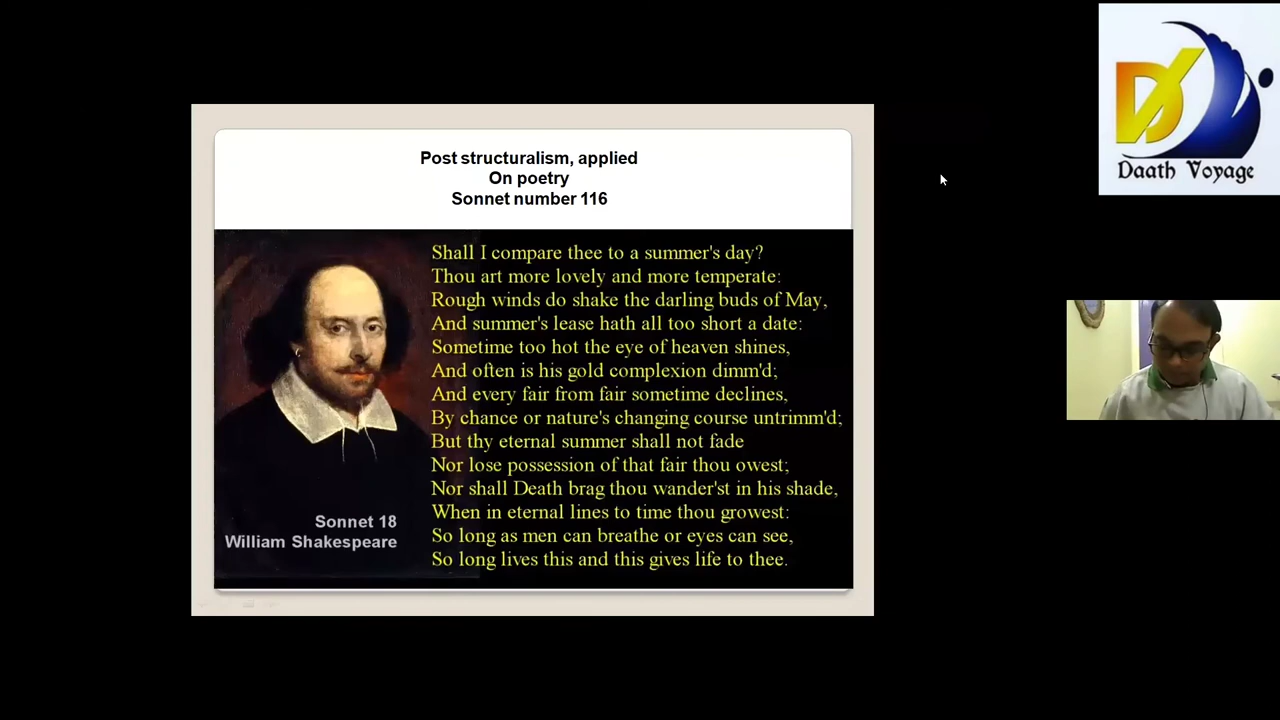 Post structuralism, applied
On poetry
Sonnet number 116
Shall I compare thee to a summer's day?
Thou art more lovely and more temperate:
Rough winds do shake the darling buds of May,
And summer's lease hath all too short a date:
Sometime too hot the eye of heaven shines,
And often is his gold complexion dimm'd;
And every fair from fair sometime declines,
By chance or nature's changing course untrimm'd;
But thy eternal summer shall not fade
Nor lose possession of that fair thou owest;
Nor shall Death brag thou wander'st in his shade,
When in eternal lines to time thou growest:
So long as men can breathe or eyes can see,
So long lives this and this gives life to thee.
Sonnet 18
William Shakespeare
Daath Voyage